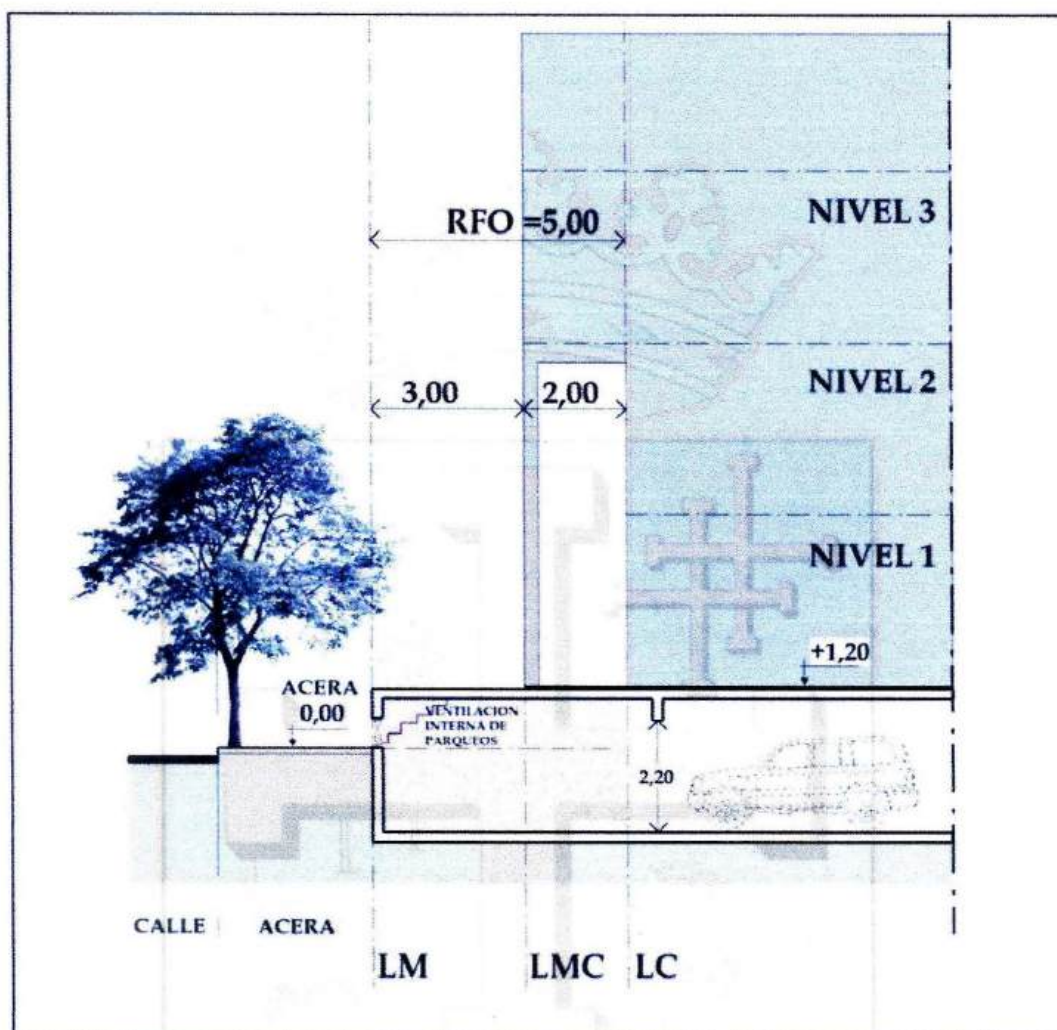 NIVEL 3
RFO =5,00
NIVEL 2
3,00
2,00
NIVEL 1
+1,20
ACERA
0,00
VENTILACION
INTERNA DE
PARQUEOS
2,20
CALLE
ACERA
LM
LMC
LC